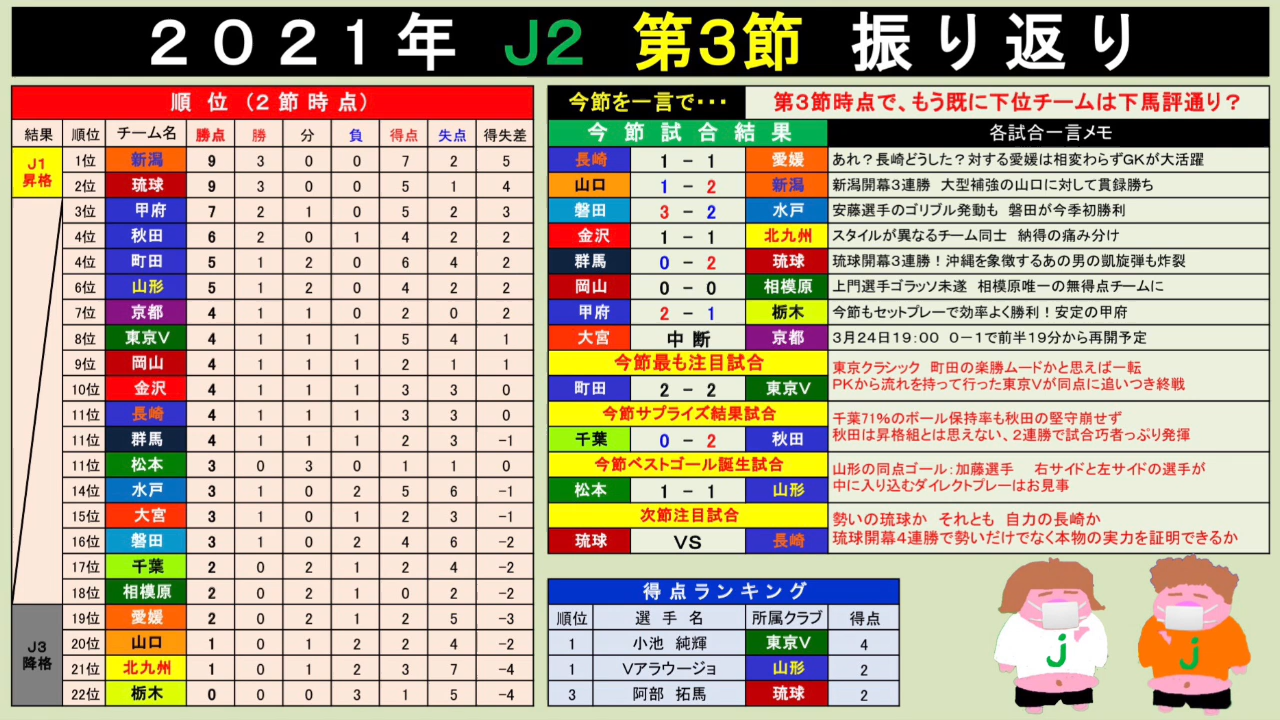 2021年 J2 第3節 振り返り
順 位 (2節時点)
結果 順位 チーム名 勝点 勝 分 負 得点 失点 得失差
J1
昇格
1位 新潟 9 3 0 0 7 2 5
2位 琉球 9 3 0 0 5 1 4
3位 甲府 7 2 1 0 5 2 3
4位 秋田 6 2 0 1 4 2 2
4位 町田 5 1 2 0 6 4 2
6位 山形 5 1 2 0 4 2 2
7位 京都 4 1 1 0 2 0 2
8位 東京V 4 1 1 1 5 4 1
9位 岡山 4 1 1 1 2 1 1
10位 金沢 4 1 1 1 3 3 0
11位 長崎 4 1 1 1 3 3 0
11位 群馬 4 1 1 1 2 3 -1
11位 松本 3 0 3 0 1 1 0
14位 水戸 3 1 0 2 5 6 -1
15位 大宮 3 1 0 1 2 3 -1
16位 磐田 3 1 0 2 4 6 -2
17位 千葉 2 0 2 1 2 4 -2
18位 相模原 2 0 2 1 0 2 -2
J3
降格
19位 愛媛 2 0 2 1 2 5 -3
20位 山口 1 0 1 2 2 4 -2
21位 北九州 1 0 1 2 3 7 -4
22位 栃木 0 0 0 3 1 5 -4
今節を一言で・・・ 第3節時点で、もう既に下位チームは下馬評通り?
今 節 試 合 結 果 各試合一言メモ
長崎 1 - 1 愛媛 あれ?長崎どうした?対する愛媛は相変わらずGKが大活躍
山口 1 - 2 新潟 新潟開幕3連勝 大型補強の山口に対して貫録勝ち
磐田 3 - 2 水戸 安藤選手のゴリブル発動も 磐田が今季初勝利
金沢 1 - 1 北九州 スタイルが異なるチーム同士 納得の痛み分け
群馬 0 - 2 琉球 琉球開幕3連勝!沖縄を象徴するあの男の凱旋弾も炸裂
岡山 0 - 0 相模原 上門選手ゴラッソ未遂 相模原唯一の無得点チームに
甲府 2 - 1 栃木 今節もセットプレーで効率よく勝利!安定の甲府
大宮 中断 京都 3月24日19:00 0-1で前半19分から再開予定
今節最も注目試合
町田 2 - 2 東京V
東京クラシック 町田の楽勝ムードかと思えば一転
PKから流れを持って行った東京Vが同点に追いつき終戦
今節サプライズ結果試合
千葉 0 - 2 秋田
千葉71%のボール保持率も秋田の堅守崩せず
秋田は昇格組とは思えない、2連勝で試合巧者っぷり発揮
今節ベストゴール誕生試合
松本 1 - 1 山形
山形の同点ゴール:加藤選手 右サイドと左サイドの選手が
中に入り込むダイレクトプレーはお見事
次節注目試合
琉球 VS 長崎
勢いの琉球か それとも 自力の長崎か
琉球開幕4連勝で勢いだけでなく本物の実力を証明できるか
得点ランキング
順位 選 手 名 所属クラブ 得点
1 小池 純輝 東京V 4
1 Vアラウージョ 山形 2
3 阿部 拓馬 琉球 2
j
j